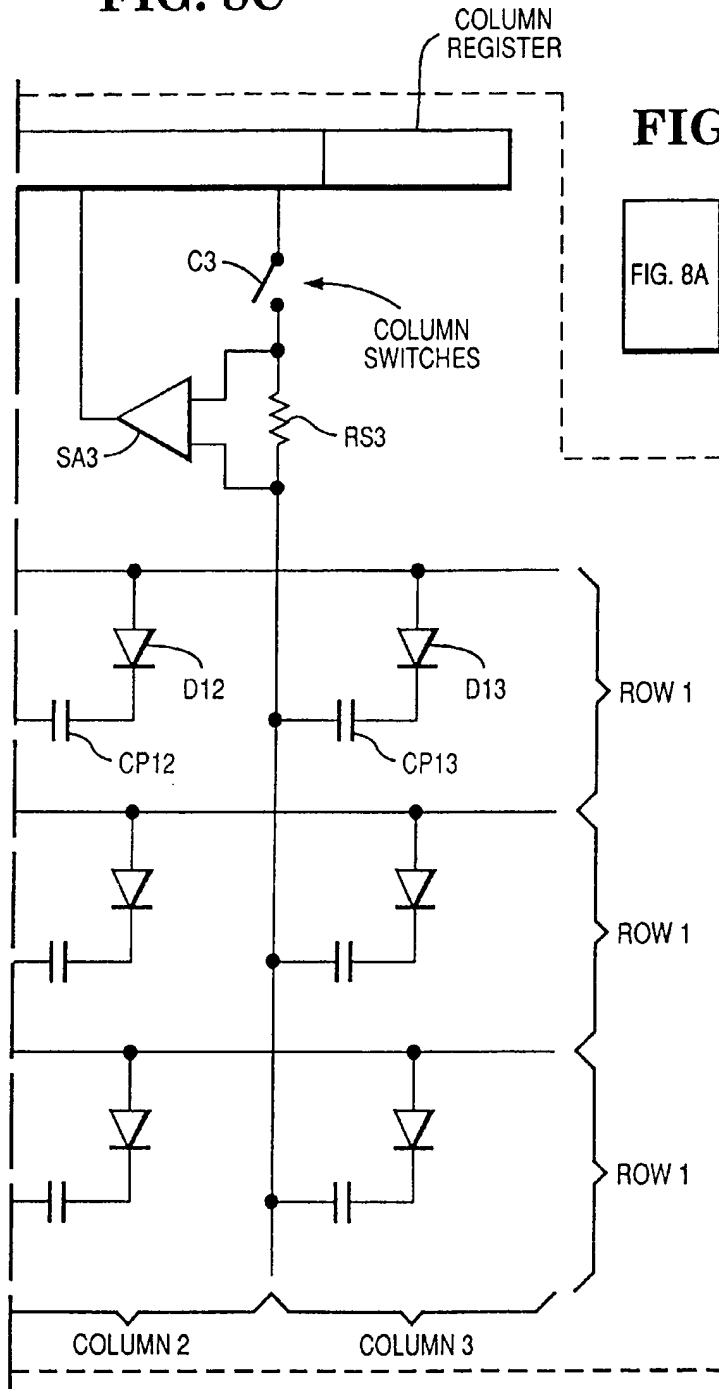 FIG. 8C
COLUMN
REGISTER
FIG
FIG. 8A
C3
COLUMN
SWITCHES
SA3
RS3
D12
D13
ROW 1
CP12
CP13
ROW 1
ROW 1
COLUMN 2
COLUMN 3